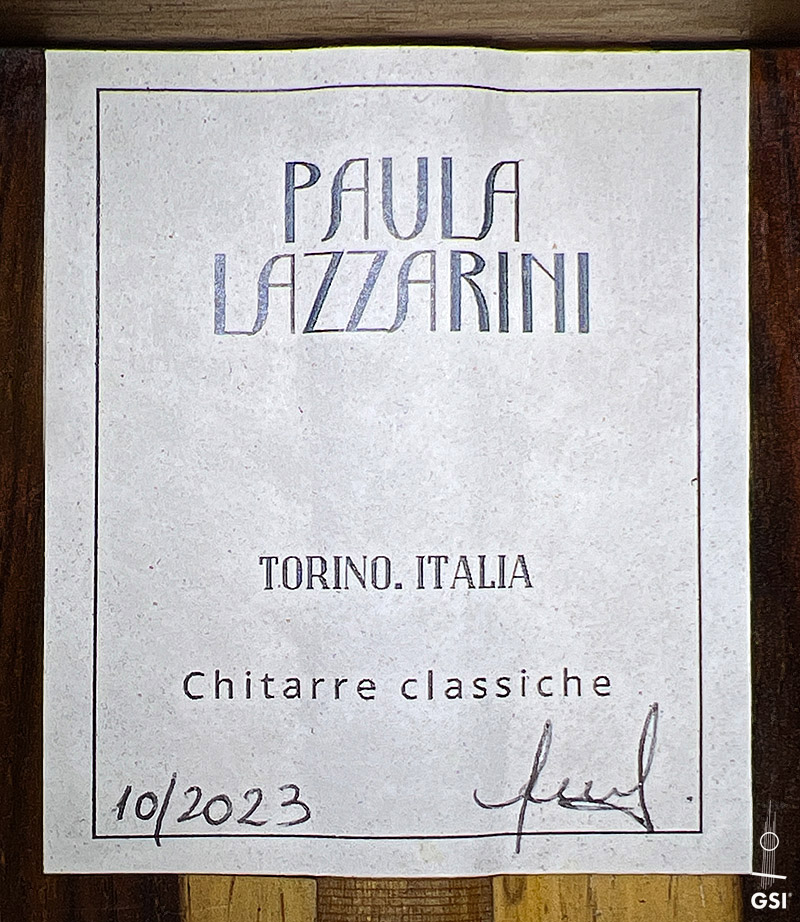 PAULA
LAZZARINI
TORINO. ITALIA
Chitarre classiche
10/2023
GSI®